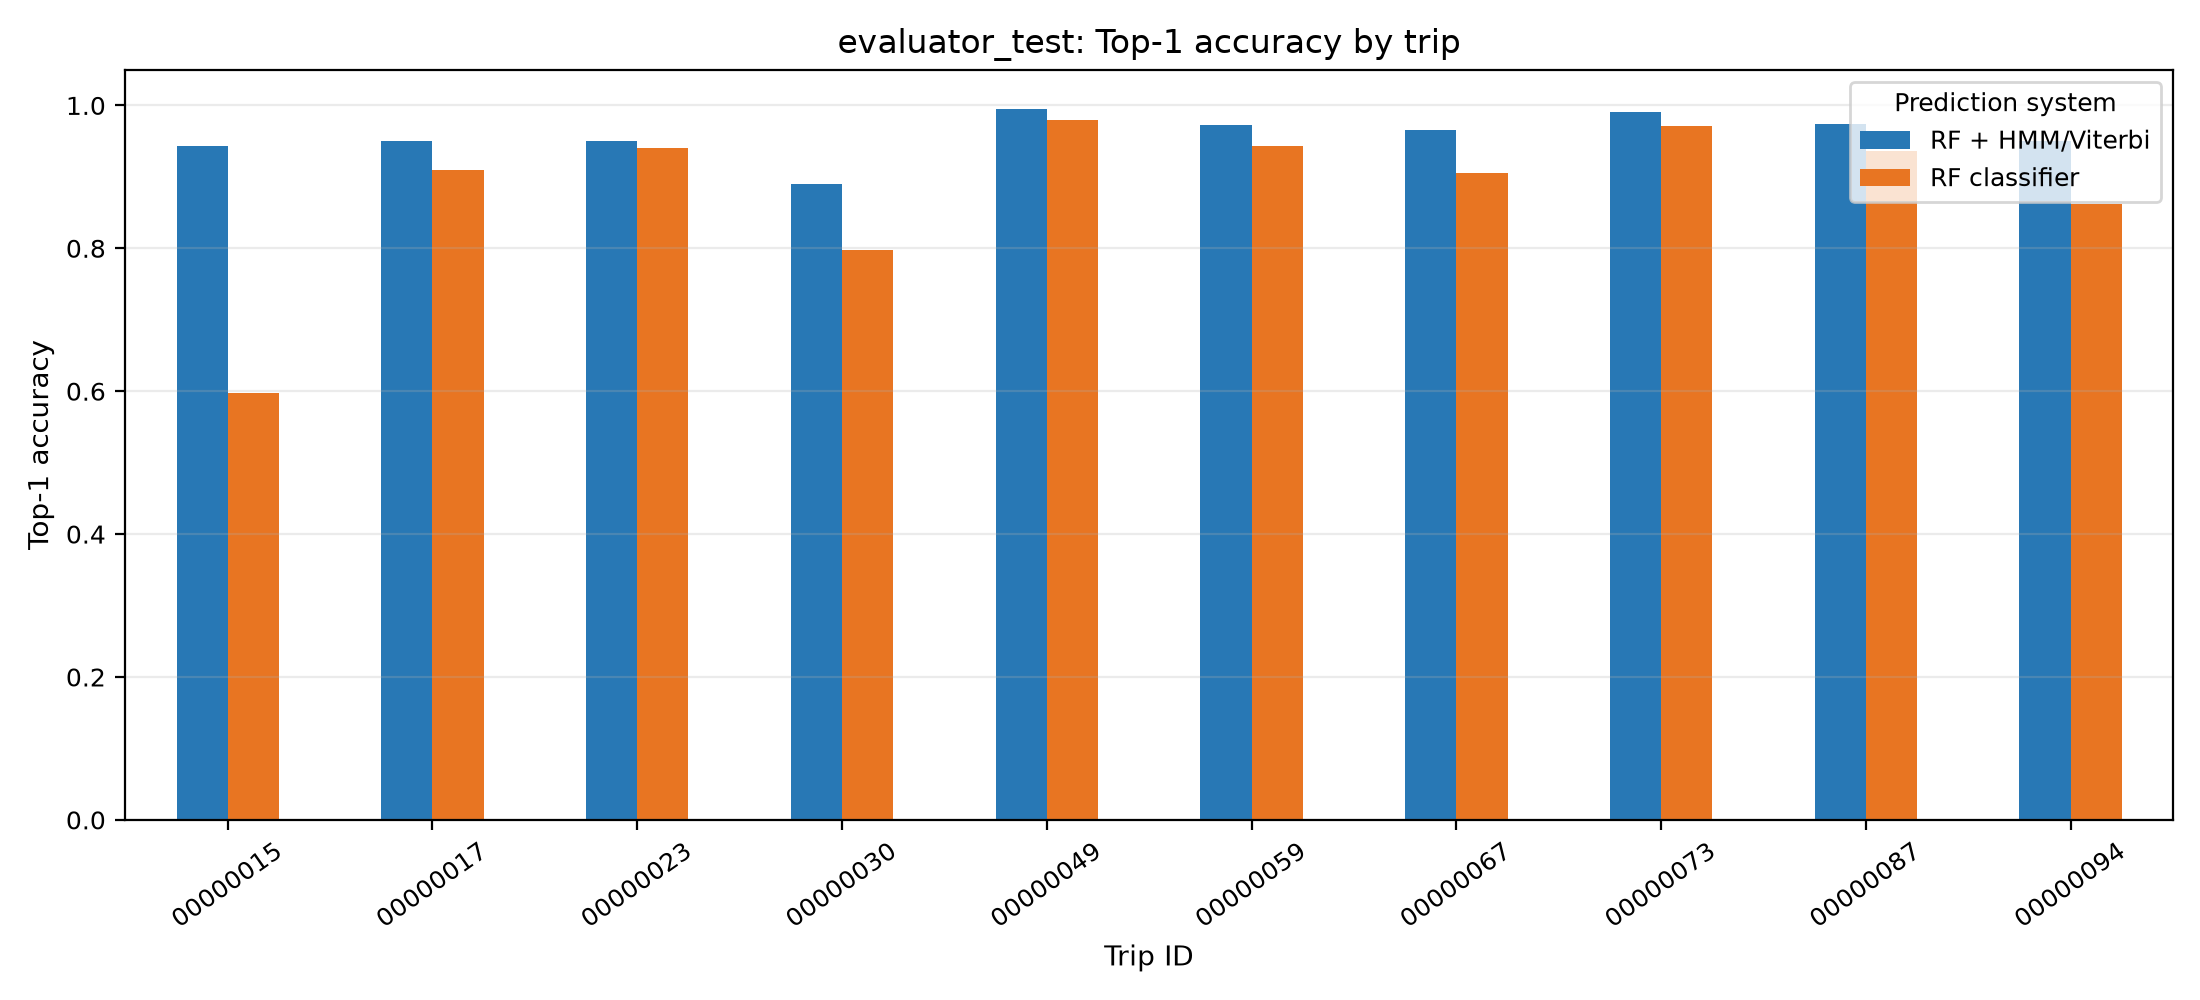 evaluator_test: Top-1 accuracy by trip
Prediction system
RF + HMM/Viterbi
RF classifier
Top-1 accuracy
1.0
0.8
0.6
0.4
0.2
0.0
00000015
00000017
00000023
00000030
00000049
00000059
00000067
00000073
00000087
00000094
Trip ID